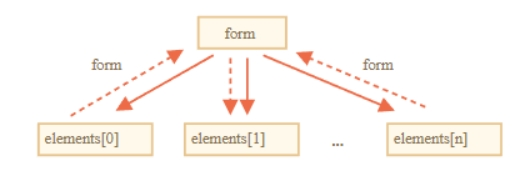 form
form
form
elements[0]
elements[1]
...
elements[n]